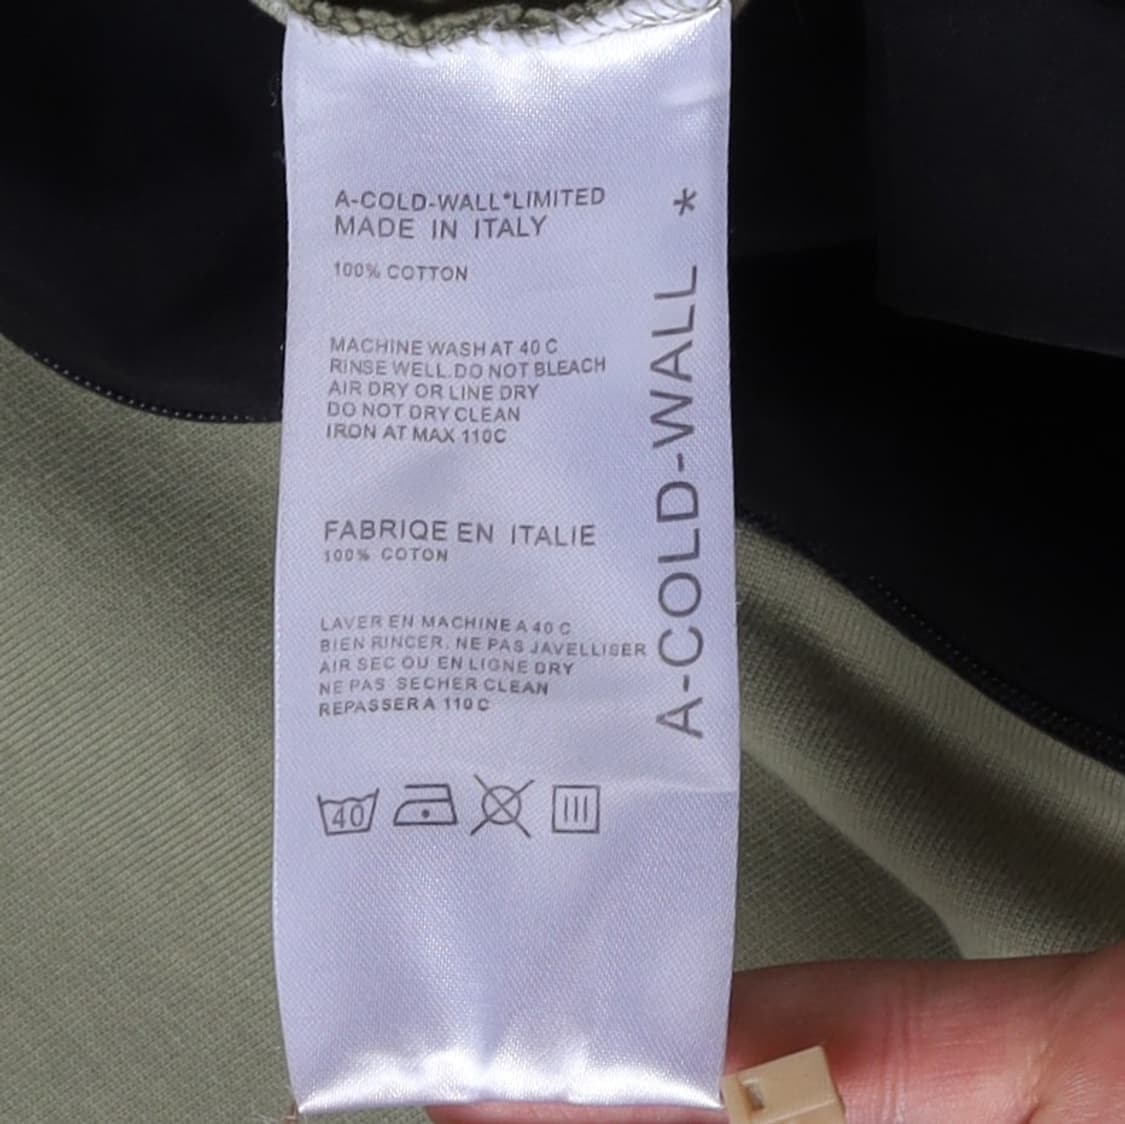 A-COLD-WALL*LIMITED
MADE IN ITALY
100% COTTON
MACHINE WASH AT 40 C
RINSE WELL. DO NOT BLEACH
AIR DRY OR LINE DRY
DO NOT DRY CLEAN
IRON AT MAX 110C
FABRIQE EN ITALIE
100% COTON
LAVER EN MACHINE A 40 C
BIEN RINCER. NE PAS JAVELLISER
AIR SEC OU EN LIGNE DRY
NE PAS SECHER CLEAN
REPASSER A 110 C
40
A-COLD-WALL *